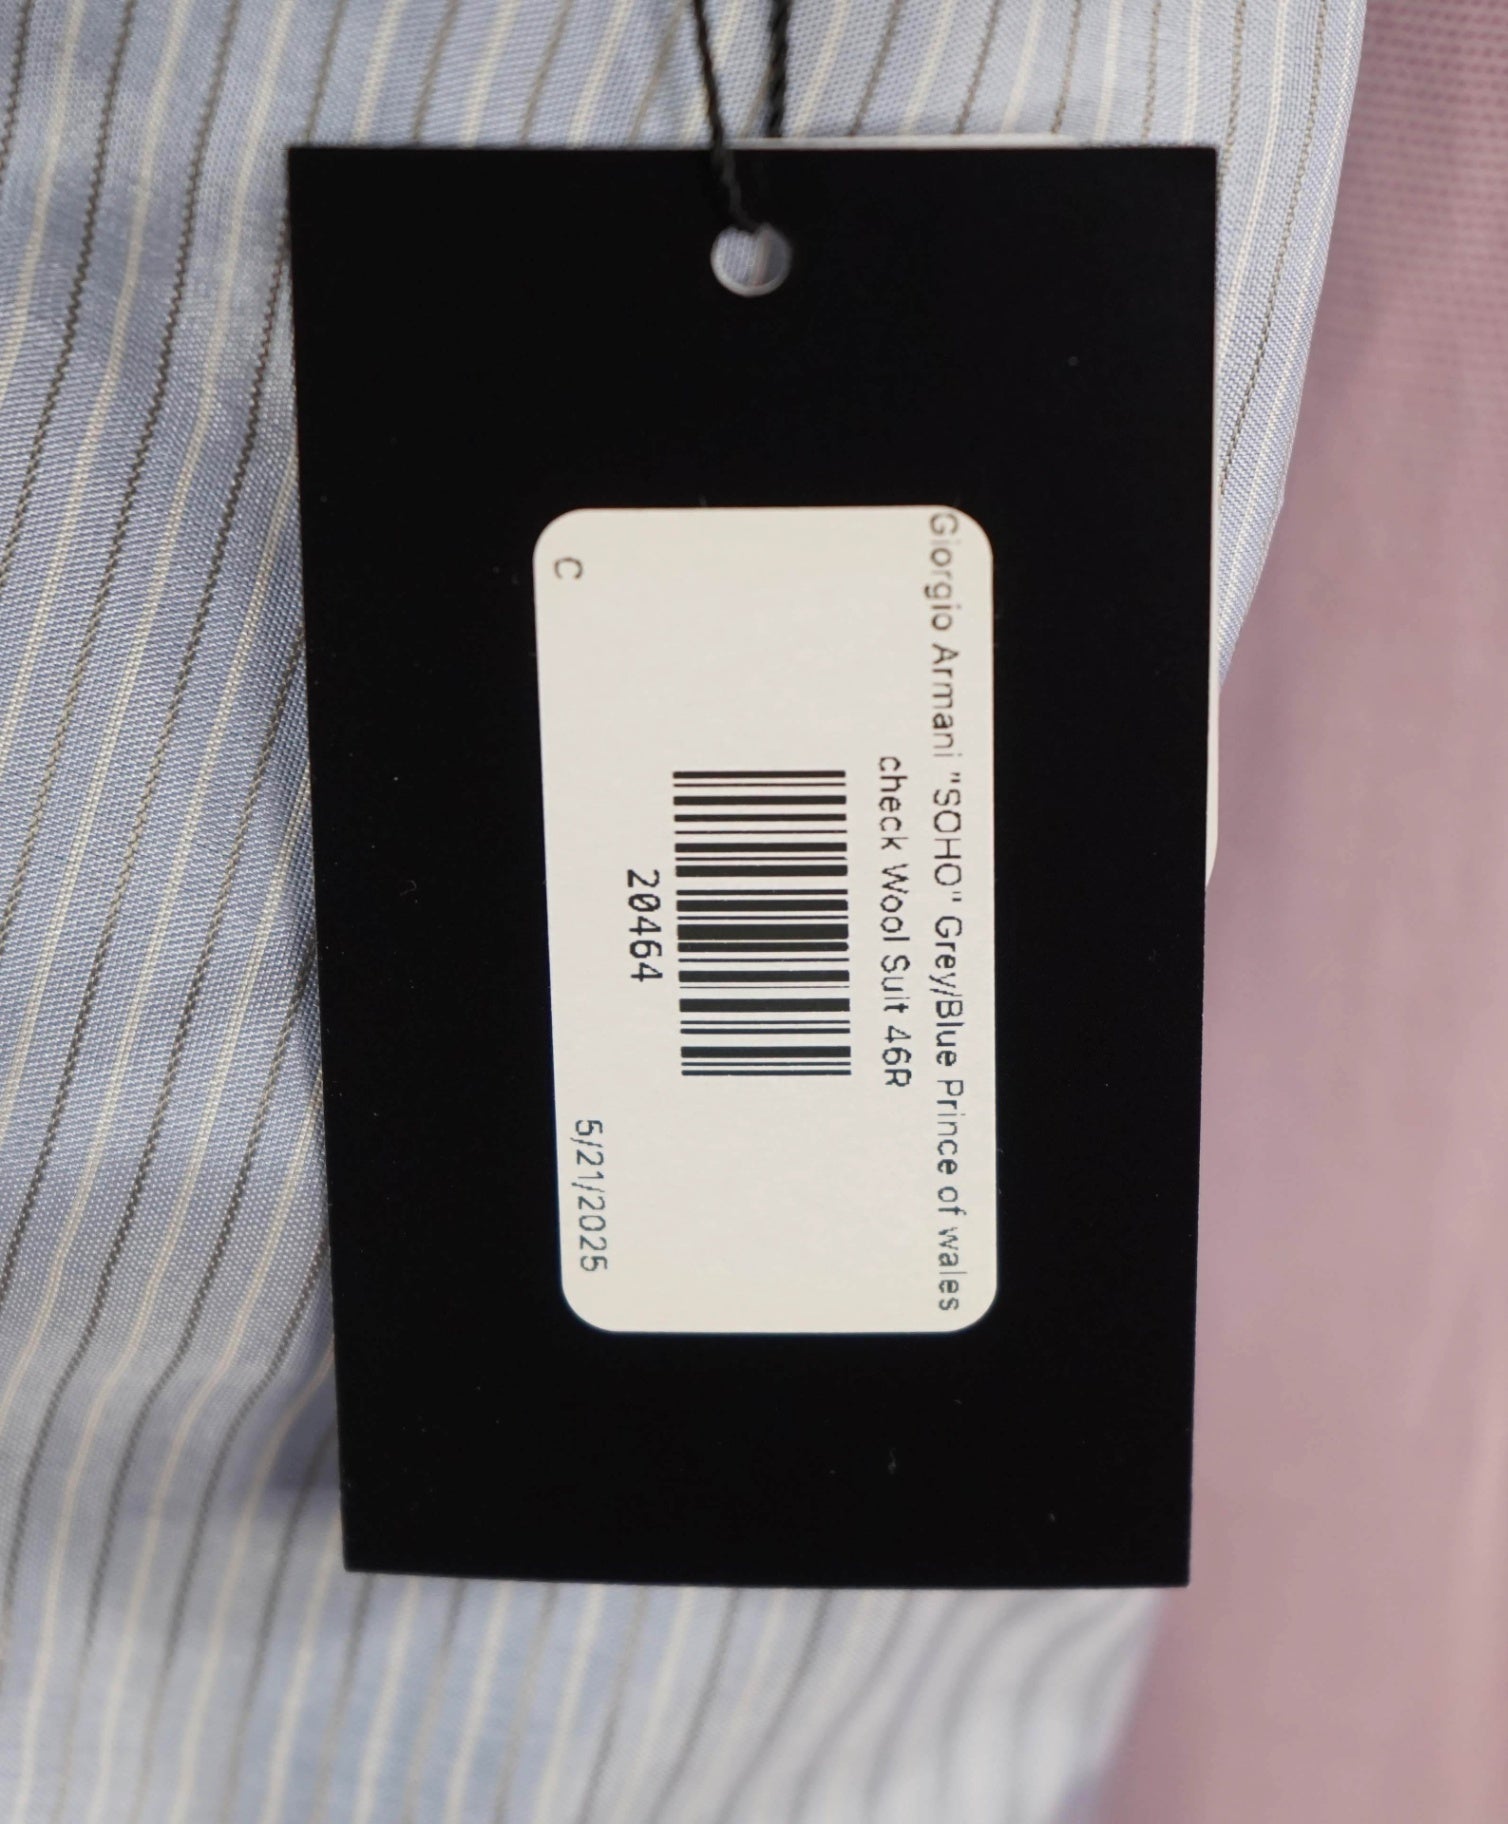 Giorgio Armani "SOHO" Grey/Blue Prince of wales
check Wool Suit 46R
20464
5/21/2025
C